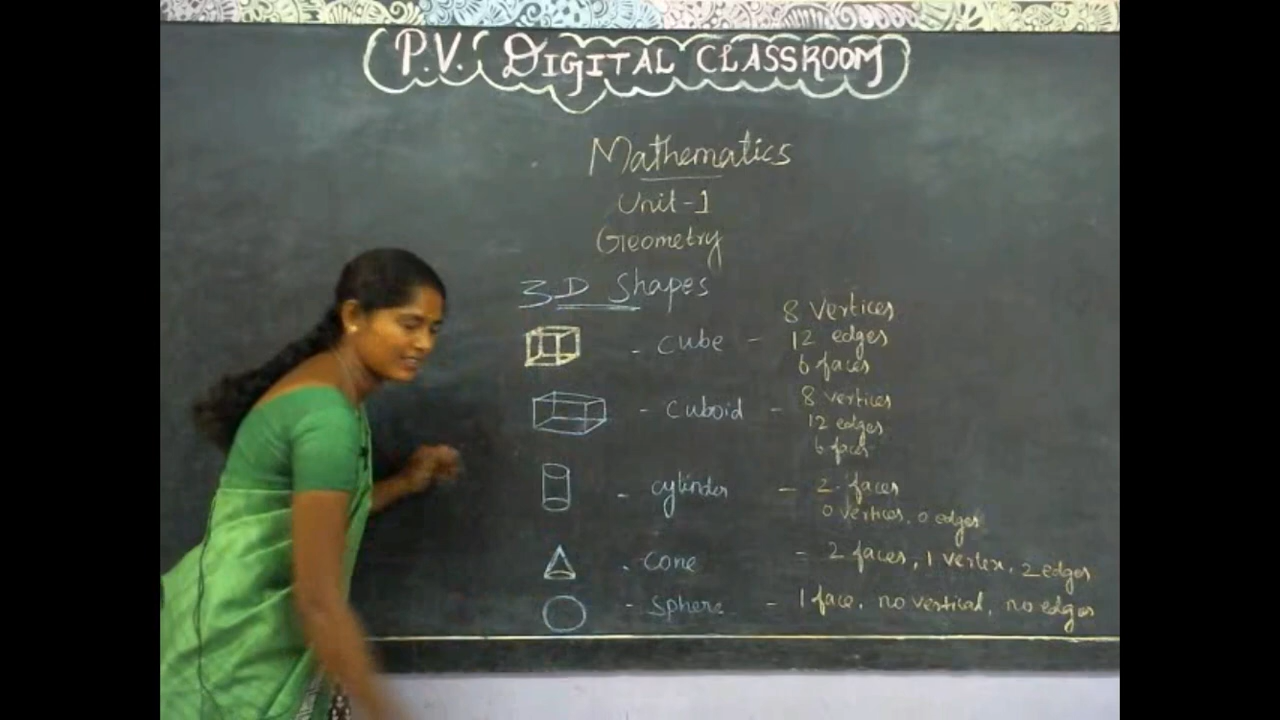 P.V. DIGITAL CLASSROOM
Mathematics
Unit-1
Geometry
3-D Shapes
- cube - 8 vertices
12 edges
6 faces
- cuboid - 8 vertices
12 edges
6 faces
- cylinder - 2 faces
0 vertices, 0 edges
- cone - 2 faces, 1 vertex, 2 edges
- sphere - 1 face, no vertical, no edges